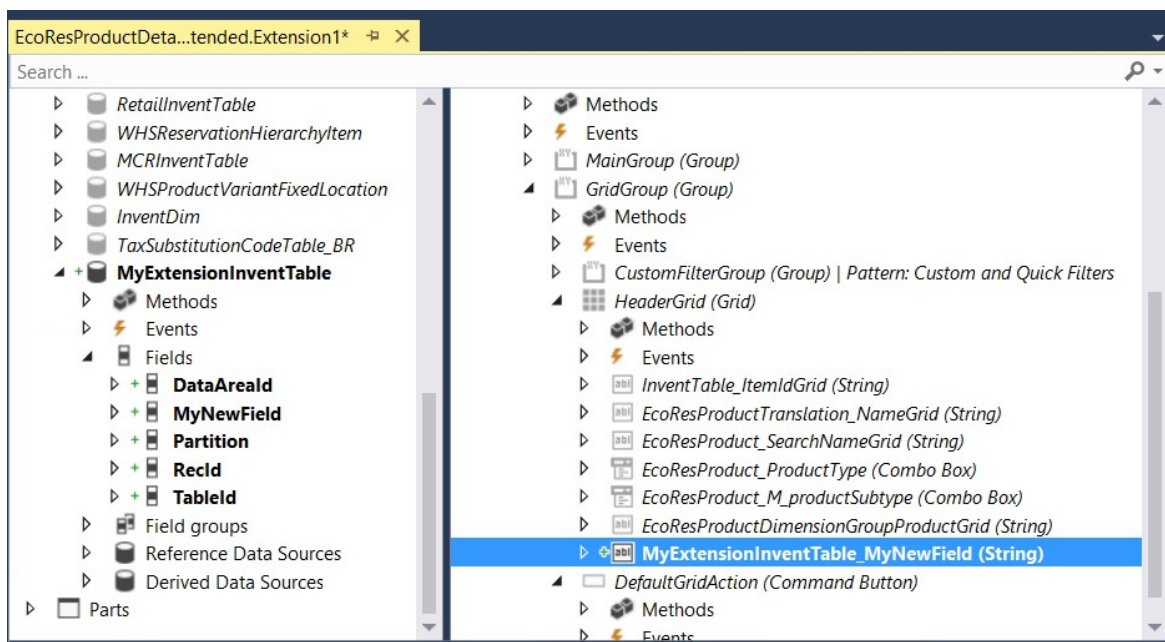 EcoResProductDeta...tended.Extension1*
Search ...
RetailInventTable
WHSReservationHierarchyItem
MCRInventTable
WHSProductVariantFixedLocation
InventDim
TaxSubstitutionCodeTable_BR
+ MyExtensionInventTable
Methods
Events
Fields
+ DataAreaId
+ MyNewField
+ Partition
+ RecId
+ TableId
Field groups
Reference Data Sources
Derived Data Sources
Parts
Methods
Events
MainGroup (Group)
GridGroup (Group)
Methods
Events
CustomFilterGroup (Group) | Pattern: Custom and Quick Filters
HeaderGrid (Grid)
Methods
Events
InventTable_ItemIdGrid (String)
EcoResProductTranslation_NameGrid (String)
EcoResProduct_SearchNameGrid (String)
EcoResProduct_ProductType (Combo Box)
EcoResProduct_M_productSubtype (Combo Box)
EcoResProductDimensionGroupProductGrid (String)
MyExtensionInventTable_MyNewField (String)
DefaultGridAction (Command Button)
Methods
Events